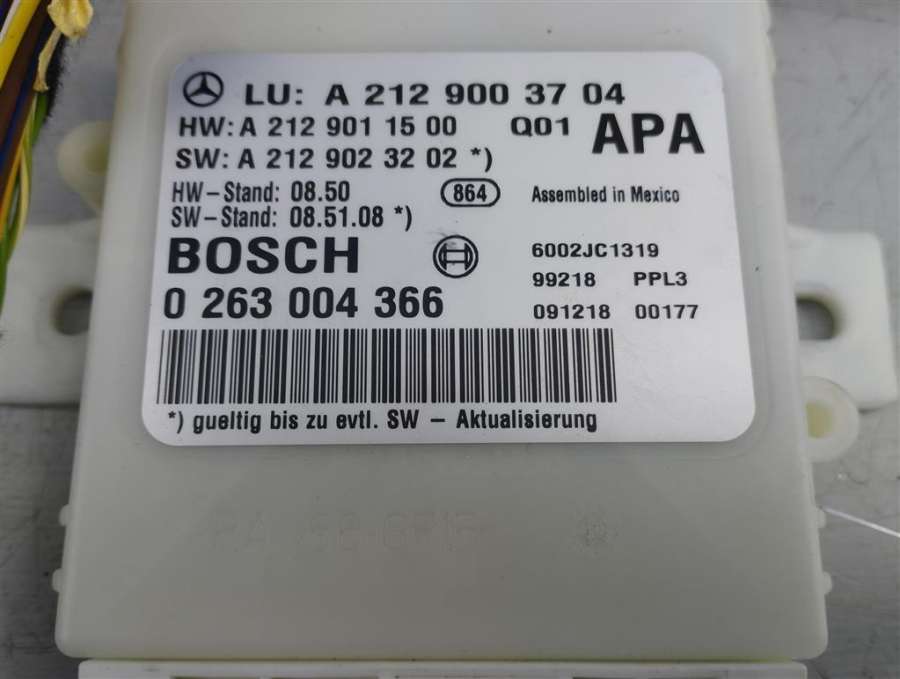 LU: A 212 900 37 04
HW: A 212 901 15 00 Q01 APA
SW: A 212 902 32 02 *)
HW-Stand: 08.50 864 Assembled in Mexico
SW-Stand: 08.51.08 *)
BOSCH 6002JC1319
99218 PPL3
0 263 004 366 091218 00177
*) gueltig bis zu evtl. SW - Aktualisierung